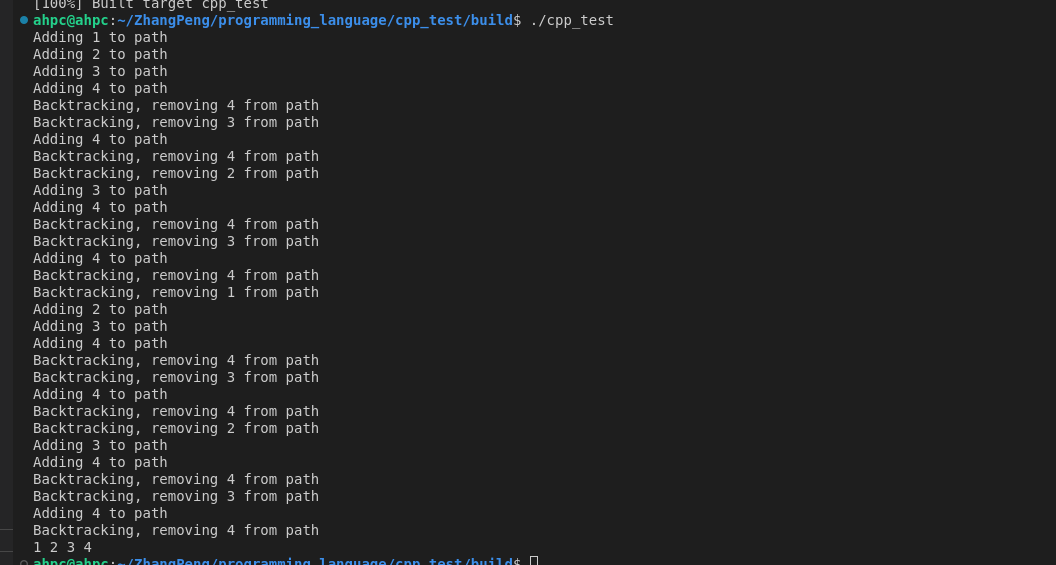 [100%] Built target cpp_test
ahpc@ahpc:~/ZhangPeng/programming_language/cpp_test/build$ ./cpp_test
Adding 1 to path
Adding 2 to path
Adding 3 to path
Adding 4 to path
Backtracking, removing 4 from path
Backtracking, removing 3 from path
Adding 4 to path
Backtracking, removing 4 from path
Backtracking, removing 2 from path
Adding 3 to path
Adding 4 to path
Backtracking, removing 4 from path
Backtracking, removing 3 from path
Adding 4 to path
Backtracking, removing 4 from path
Backtracking, removing 1 from path
Adding 2 to path
Adding 3 to path
Adding 4 to path
Backtracking, removing 4 from path
Backtracking, removing 3 from path
Adding 4 to path
Backtracking, removing 4 from path
Backtracking, removing 2 from path
Adding 3 to path
Adding 4 to path
Backtracking, removing 4 from path
Backtracking, removing 3 from path
Adding 4 to path
Backtracking, removing 4 from path
1 2 3 4
ahpc@ahpc:~/ZhangPeng/programming_language/cpp_test/build$